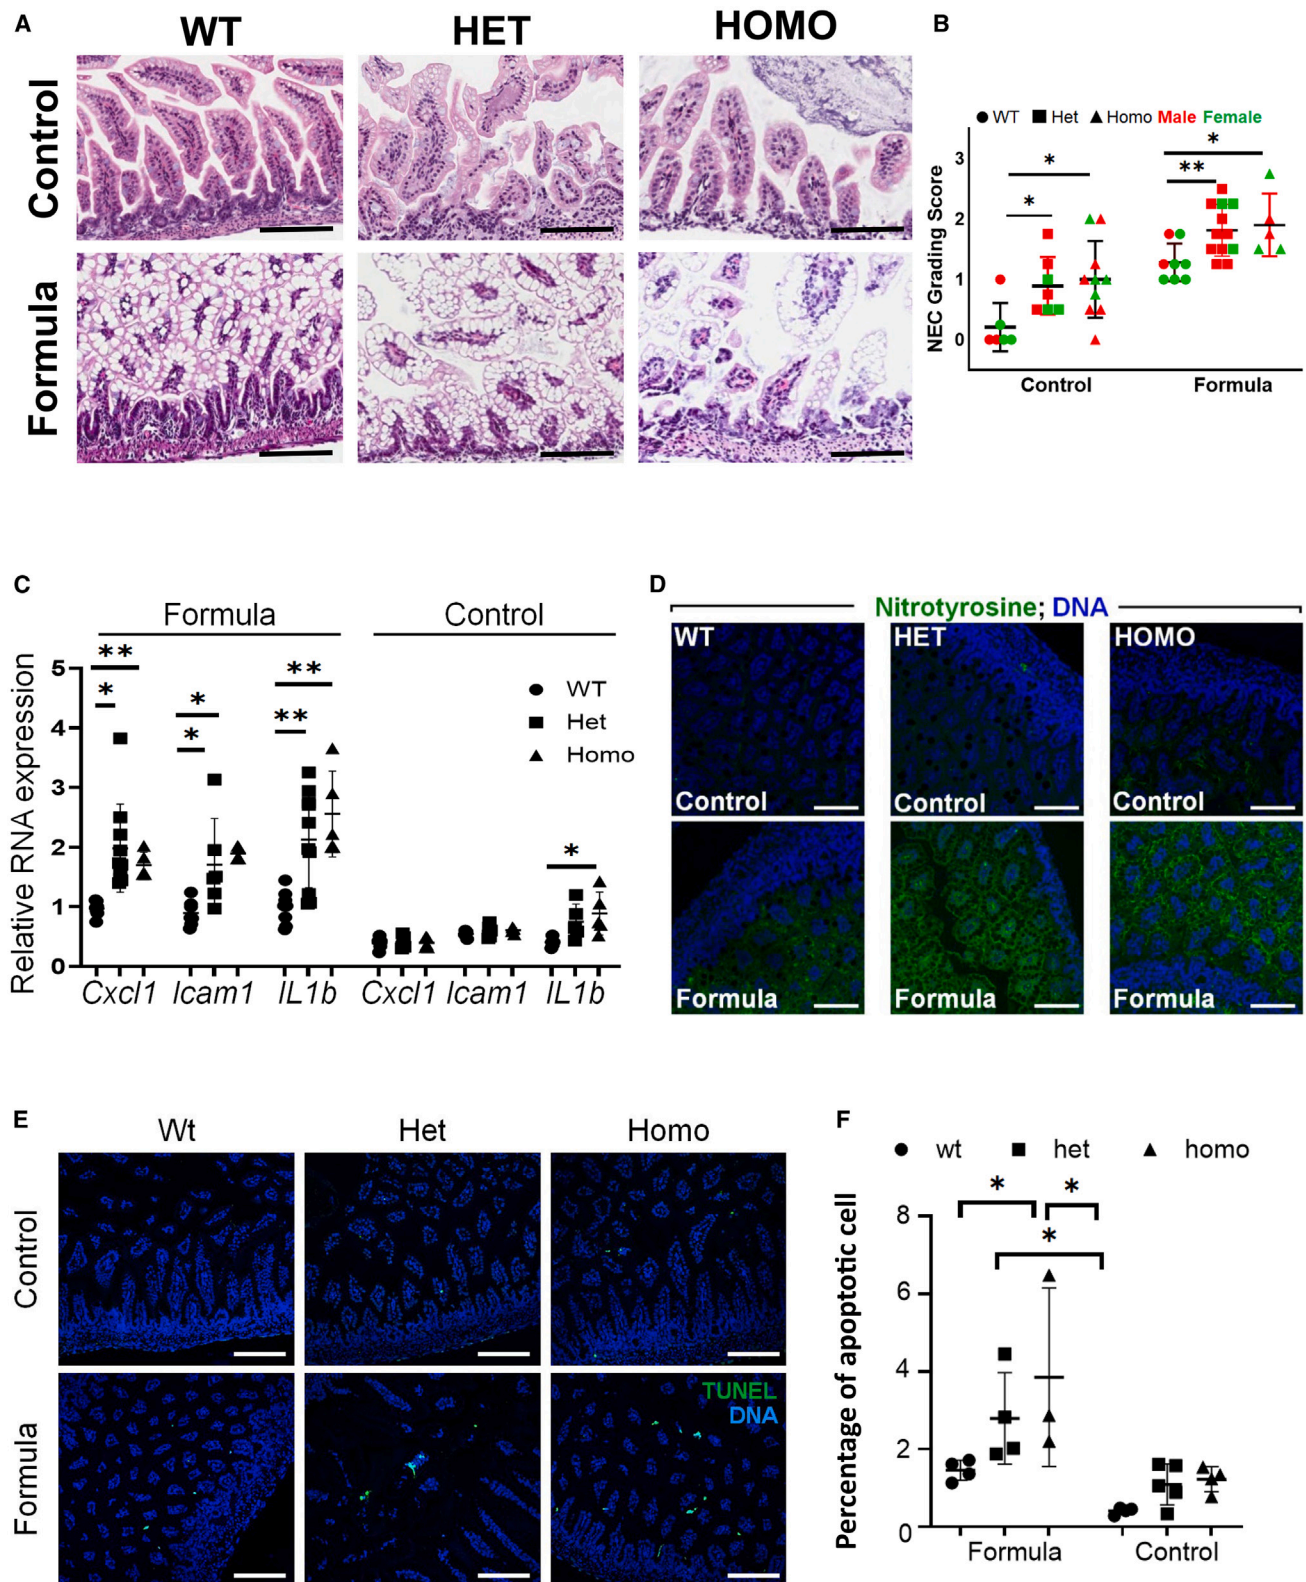 A
WT
HET
HOMO
Control
Formula
B
WT Het Homo Male Female
* *
* **
NEC Grading Score
3
2
1
0
Control Formula
C
Formula Control
Relative RNA expression
5
4
3
2
1
0
** * * * ** ** *
WT
Het
Homo
Cxcl1 Icam1 IL1b Cxcl1 Icam1 IL1b
D
Nitrotyrosine; DNA
WT HET HOMO
Control Control Control
Formula Formula Formula
E
Wt Het Homo
Control
Formula
TUNEL
DNA
F
wt het homo
* *
*
Percentage of apoptotic cell
8
6
4
2
0
Formula Control